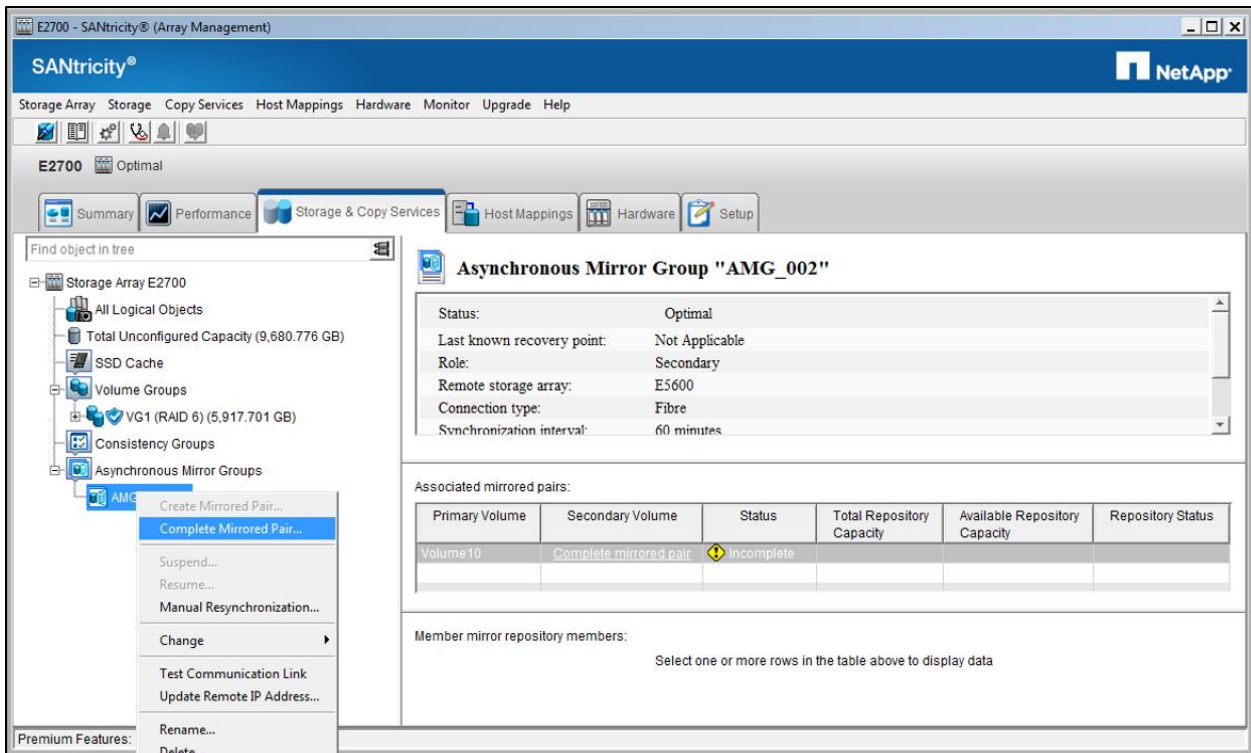 E2700 - SANtricity® (Array Management)
SANtricity®
NetApp
Storage Array Storage Copy Services Host Mappings Hardware Monitor Upgrade Help
E2700 Optimal
Summary Performance Storage & Copy Services Host Mappings Hardware Setup
Find object in tree
Storage Array E2700
All Logical Objects
Total Unconfigured Capacity (9,680.776 GB)
SSD Cache
Volume Groups
VG1 (RAID 6) (5,917.701 GB)
Consistency Groups
Asynchronous Mirror Groups
AMG
Create Mirrored Pair...
Complete Mirrored Pair...
Suspend...
Resume...
Manual Resynchronization...
Change
Test Communication Link
Update Remote IP Address...
Rename...
Delete
Premium Features:
Asynchronous Mirror Group "AMG_002"
Status: Optimal
Last known recovery point: Not Applicable
Role: Secondary
Remote storage array: E5600
Connection type: Fibre
Synchronization interval: 60 minutes
Associated mirrored pairs:
Primary Volume Secondary Volume Status Total Repository Capacity Available Repository Capacity Repository Status
Volume10 Complete mirrored pair Incomplete
Member mirror repository members:
Select one or more rows in the table above to display data